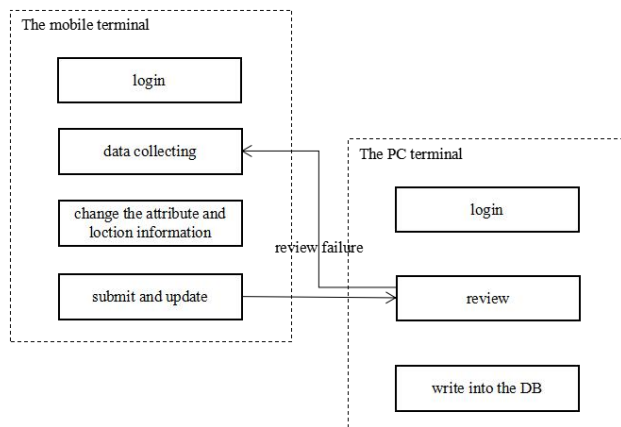 The mobile terminal
login
data collecting
change the attribute and
loction information
submit and update
review failure
The PC terminal
login
review
write into the DB